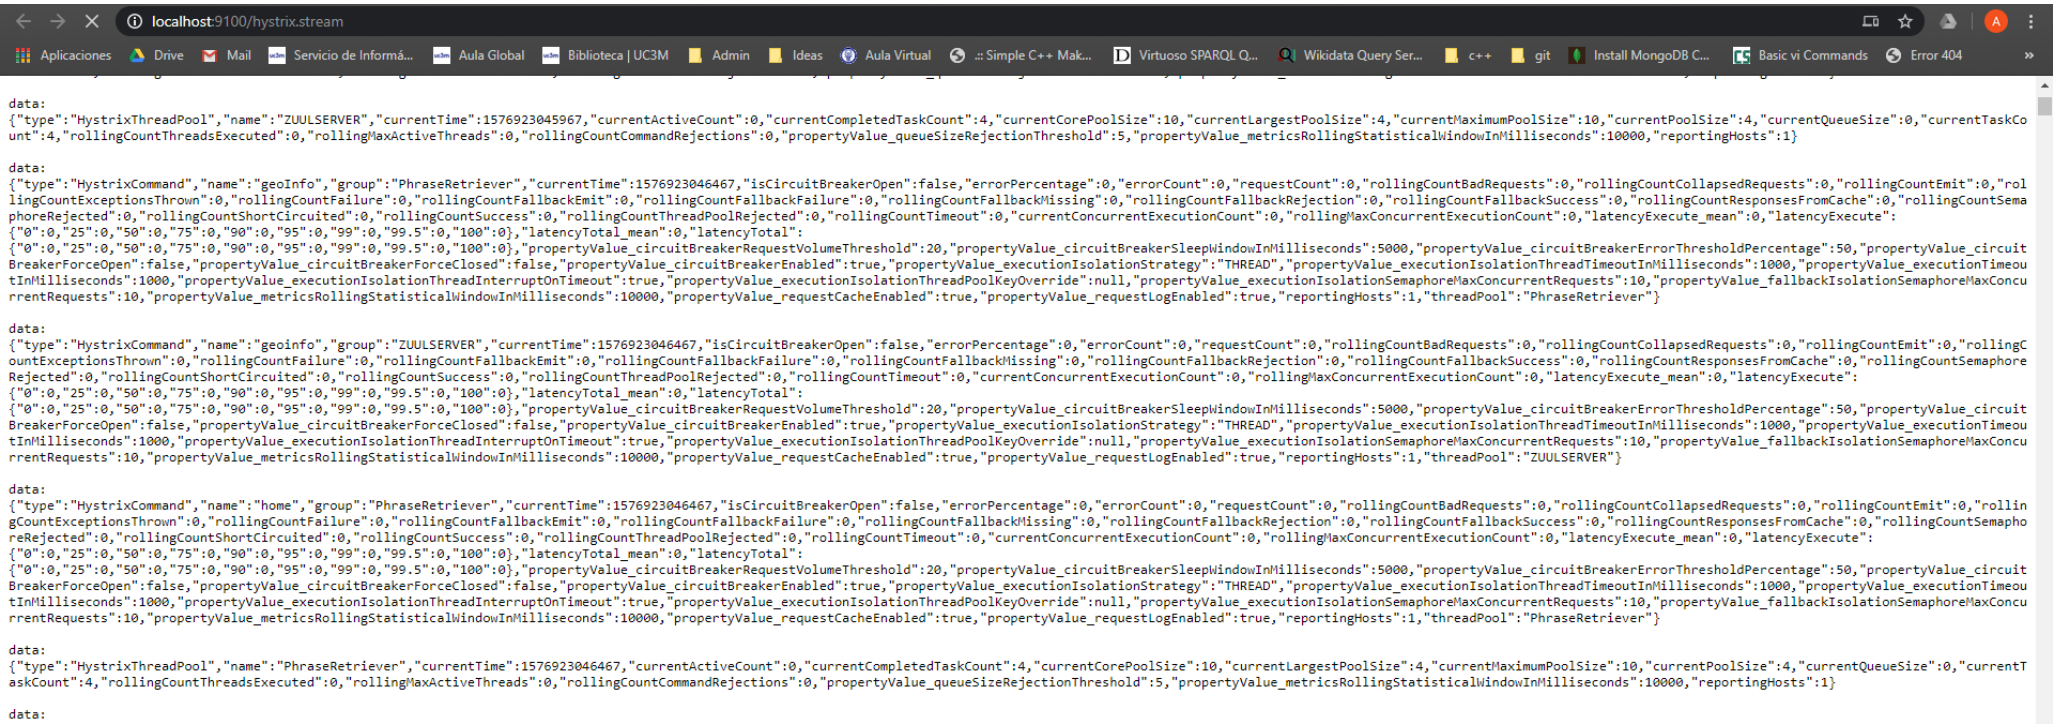 localhost:9100/hystrix.stream
A
Aplicaciones Drive Mail Servicio de Informá... Aula Global Biblioteca | UC3M Admin Ideas Aula Virtual .:: Simple C++ Mak... Virtuoso SPARQL Q... Wikidata Query Ser... c++ git Install MongoDB C... Basic vi Commands Error 404 »
data:
{"type":"HystrixThreadPool","name":"ZUULSERVER","currentTime":1576923045967,"currentActiveCount":0,"currentCompletedTaskCount":4,"currentCorePoolSize":10,"currentLargestPoolSize":4,"currentMaximumPoolSize":10,"currentPoolSize":4,"currentQueueSize":0,"currentTaskCo
unt":4,"rollingCountThreadsExecuted":0,"rollingMaxActiveThreads":0,"rollingCountCommandRejections":0,"propertyValue_queueSizeRejectionThreshold":5,"propertyValue_metricsRollingStatisticalWindowInMilliseconds":10000,"reportingHosts":1}
data:
{"type":"HystrixCommand","name":"geoInfo","group":"PhraseRetriever","currentTime":1576923046467,"isCircuitBreakerOpen":false,"errorPercentage":0,"errorCount":0,"requestCount":0,"rollingCountBadRequests":0,"rollingCountCollapsedRequests":0,"rollingCountEmit":0,"rol
lingCountExceptionsThrown":0,"rollingCountFailure":0,"rollingCountFallbackEmit":0,"rollingCountFallbackFailure":0,"rollingCountFallbackMissing":0,"rollingCountFallbackRejection":0,"rollingCountFallbackSuccess":0,"rollingCountResponsesFromCache":0,"rollingCountSema
phoreRejected":0,"rollingCountShortCircuited":0,"rollingCountSuccess":0,"rollingCountThreadPoolRejected":0,"rollingCountTimeout":0,"currentConcurrentExecutionCount":0,"rollingMaxConcurrentExecutionCount":0,"latencyExecute_mean":0,"latencyExecute":
{"0":0,"25":0,"50":0,"75":0,"90":0,"95":0,"99":0,"99.5":0,"100":0},"latencyTotal_mean":0,"latencyTotal":
{"0":0,"25":0,"50":0,"75":0,"90":0,"95":0,"99":0,"99.5":0,"100":0},"propertyValue_circuitBreakerRequestVolumeThreshold":20,"propertyValue_circuitBreakerSleepWindowInMilliseconds":5000,"propertyValue_circuitBreakerErrorThresholdPercentage":50,"propertyValue_circuit
BreakerForceOpen":false,"propertyValue_circuitBreakerForceClosed":false,"propertyValue_circuitBreakerEnabled":true,"propertyValue_executionIsolationStrategy":"THREAD","propertyValue_executionIsolationThreadTimeoutInMilliseconds":1000,"propertyValue_executionTimeou
tInMilliseconds":1000,"propertyValue_executionIsolationThreadInterruptOnTimeout":true,"propertyValue_executionIsolationThreadPoolKeyOverride":null,"propertyValue_executionIsolationSemaphoreMaxConcurrentRequests":10,"propertyValue_fallbackIsolationSemaphoreMaxConcu
rrentRequests":10,"propertyValue_metricsRollingStatisticalWindowInMilliseconds":10000,"propertyValue_requestCacheEnabled":true,"propertyValue_requestLogEnabled":true,"reportingHosts":1,"threadPool":"PhraseRetriever"}
data:
{"type":"HystrixCommand","name":"geoinfo","group":"ZUULSERVER","currentTime":1576923046467,"isCircuitBreakerOpen":false,"errorPercentage":0,"errorCount":0,"requestCount":0,"rollingCountBadRequests":0,"rollingCountCollapsedRequests":0,"rollingCountEmit":0,"rollingC
ountExceptionsThrown":0,"rollingCountFailure":0,"rollingCountFallbackEmit":0,"rollingCountFallbackFailure":0,"rollingCountFallbackMissing":0,"rollingCountFallbackRejection":0,"rollingCountFallbackSuccess":0,"rollingCountResponsesFromCache":0,"rollingCountSemaphore
Rejected":0,"rollingCountShortCircuited":0,"rollingCountSuccess":0,"rollingCountThreadPoolRejected":0,"rollingCountTimeout":0,"currentConcurrentExecutionCount":0,"rollingMaxConcurrentExecutionCount":0,"latencyExecute_mean":0,"latencyExecute":
{"0":0,"25":0,"50":0,"75":0,"90":0,"95":0,"99":0,"99.5":0,"100":0},"latencyTotal_mean":0,"latencyTotal":
{"0":0,"25":0,"50":0,"75":0,"90":0,"95":0,"99":0,"99.5":0,"100":0},"propertyValue_circuitBreakerRequestVolumeThreshold":20,"propertyValue_circuitBreakerSleepWindowInMilliseconds":5000,"propertyValue_circuitBreakerErrorThresholdPercentage":50,"propertyValue_circuit
BreakerForceOpen":false,"propertyValue_circuitBreakerForceClosed":false,"propertyValue_circuitBreakerEnabled":true,"propertyValue_executionIsolationStrategy":"THREAD","propertyValue_executionIsolationThreadTimeoutInMilliseconds":1000,"propertyValue_executionTimeou
tInMilliseconds":1000,"propertyValue_executionIsolationThreadInterruptOnTimeout":true,"propertyValue_executionIsolationThreadPoolKeyOverride":null,"propertyValue_executionIsolationSemaphoreMaxConcurrentRequests":10,"propertyValue_fallbackIsolationSemaphoreMaxConcu
rrentRequests":10,"propertyValue_metricsRollingStatisticalWindowInMilliseconds":10000,"propertyValue_requestCacheEnabled":true,"propertyValue_requestLogEnabled":true,"reportingHosts":1,"threadPool":"ZUULSERVER"}
data:
{"type":"HystrixCommand","name":"home","group":"PhraseRetriever","currentTime":1576923046467,"isCircuitBreakerOpen":false,"errorPercentage":0,"errorCount":0,"requestCount":0,"rollingCountBadRequests":0,"rollingCountCollapsedRequests":0,"rollingCountEmit":0,"rollin
gCountExceptionsThrown":0,"rollingCountFailure":0,"rollingCountFallbackEmit":0,"rollingCountFallbackFailure":0,"rollingCountFallbackMissing":0,"rollingCountFallbackRejection":0,"rollingCountFallbackSuccess":0,"rollingCountResponsesFromCache":0,"rollingCountSemapho
reRejected":0,"rollingCountShortCircuited":0,"rollingCountSuccess":0,"rollingCountThreadPoolRejected":0,"rollingCountTimeout":0,"currentConcurrentExecutionCount":0,"rollingMaxConcurrentExecutionCount":0,"latencyExecute_mean":0,"latencyExecute":
{"0":0,"25":0,"50":0,"75":0,"90":0,"95":0,"99":0,"99.5":0,"100":0},"latencyTotal_mean":0,"latencyTotal":
{"0":0,"25":0,"50":0,"75":0,"90":0,"95":0,"99":0,"99.5":0,"100":0},"propertyValue_circuitBreakerRequestVolumeThreshold":20,"propertyValue_circuitBreakerSleepWindowInMilliseconds":5000,"propertyValue_circuitBreakerErrorThresholdPercentage":50,"propertyValue_circuit
BreakerForceOpen":false,"propertyValue_circuitBreakerForceClosed":false,"propertyValue_circuitBreakerEnabled":true,"propertyValue_executionIsolationStrategy":"THREAD","propertyValue_executionIsolationThreadTimeoutInMilliseconds":1000,"propertyValue_executionTimeou
tInMilliseconds":1000,"propertyValue_executionIsolationThreadInterruptOnTimeout":true,"propertyValue_executionIsolationThreadPoolKeyOverride":null,"propertyValue_executionIsolationSemaphoreMaxConcurrentRequests":10,"propertyValue_fallbackIsolationSemaphoreMaxConcu
rrentRequests":10,"propertyValue_metricsRollingStatisticalWindowInMilliseconds":10000,"propertyValue_requestCacheEnabled":true,"propertyValue_requestLogEnabled":true,"reportingHosts":1,"threadPool":"PhraseRetriever"}
data:
{"type":"HystrixThreadPool","name":"PhraseRetriever","currentTime":1576923046467,"currentActiveCount":0,"currentCompletedTaskCount":4,"currentCorePoolSize":10,"currentLargestPoolSize":4,"currentMaximumPoolSize":10,"currentPoolSize":4,"currentQueueSize":0,"currentT
askCount":4,"rollingCountThreadsExecuted":0,"rollingMaxActiveThreads":0,"rollingCountCommandRejections":0,"propertyValue_queueSizeRejectionThreshold":5,"propertyValue_metricsRollingStatisticalWindowInMilliseconds":10000,"reportingHosts":1}
data: